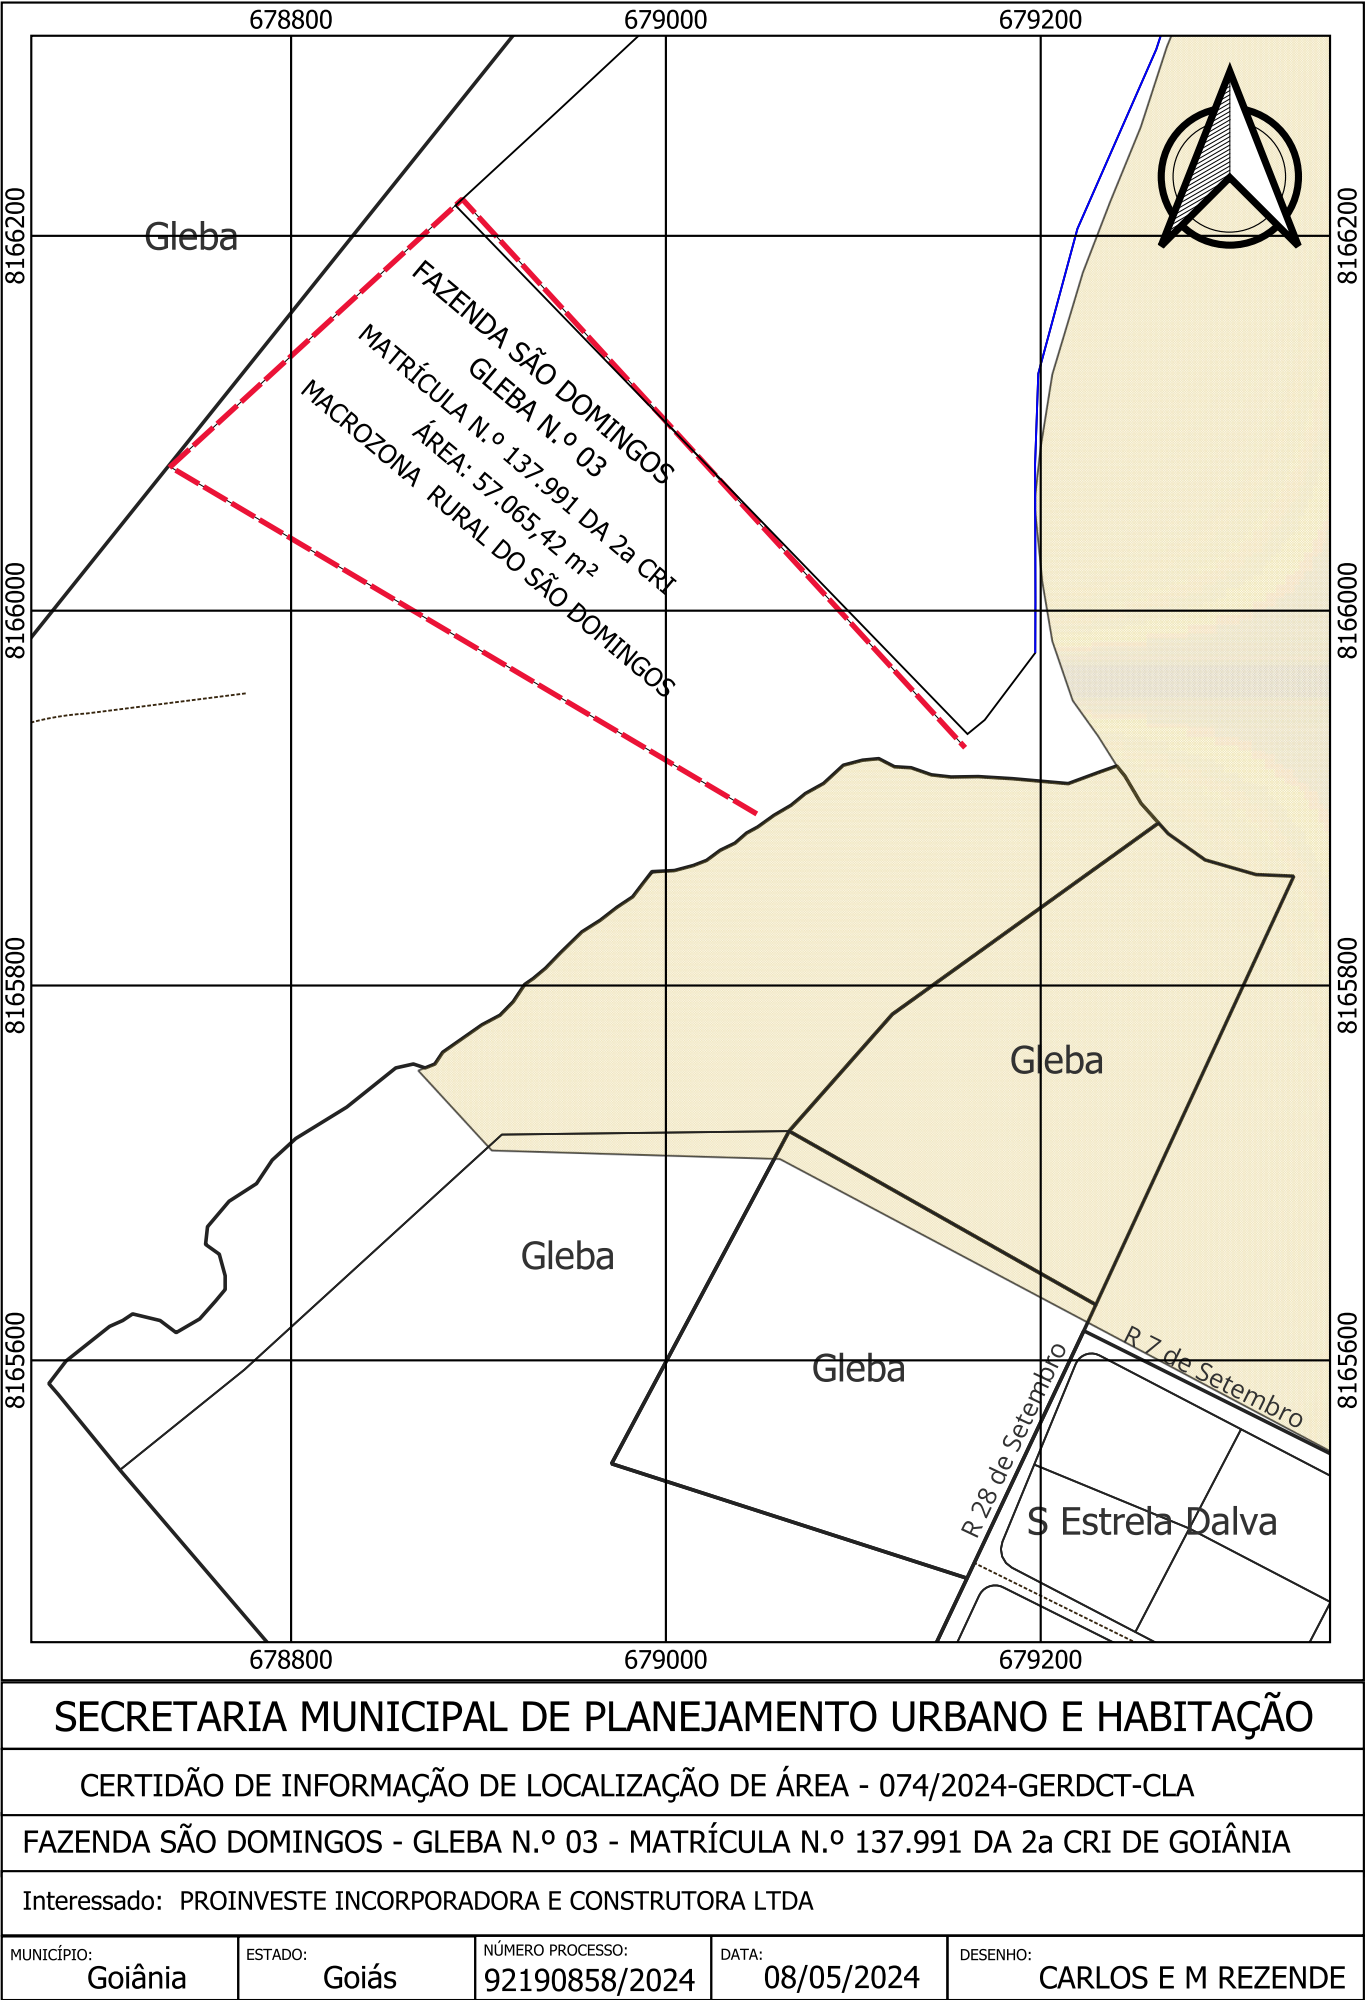 678800
679000
679200
8166200
8166200
Gleba
FAZENDA SÃO DOMINGOS
GLEBA N.º 03
MATRÍCULA N.º 137.991 DA 2a CRI
ÁREA: 57.065,42 m²
MACROZONA RURAL DO SÃO DOMINGOS
8166000
8166000
8165800
8165800
Gleba
Gleba
Gleba
8165600
8165600
R 7 de Setembro
R 28 de Setembro
S Estrela Dalva
678800
679000
679200
SECRETARIA MUNICIPAL DE PLANEJAMENTO URBANO E HABITAÇÃO
CERTIDÃO DE INFORMAÇÃO DE LOCALIZAÇÃO DE ÁREA - 074/2024-GERDCT-CLA
FAZENDA SÃO DOMINGOS - GLEBA N.º 03 - MATRÍCULA N.º 137.991 DA 2a CRI DE GOIÂNIA
Interessado: PROINVESTE INCORPORADORA E CONSTRUTORA LTDA
MUNICÍPIO:
Goiânia
ESTADO:
Goiás
NÚMERO PROCESSO:
92190858/2024
DATA:
08/05/2024
DESENHO:
CARLOS E M REZENDE